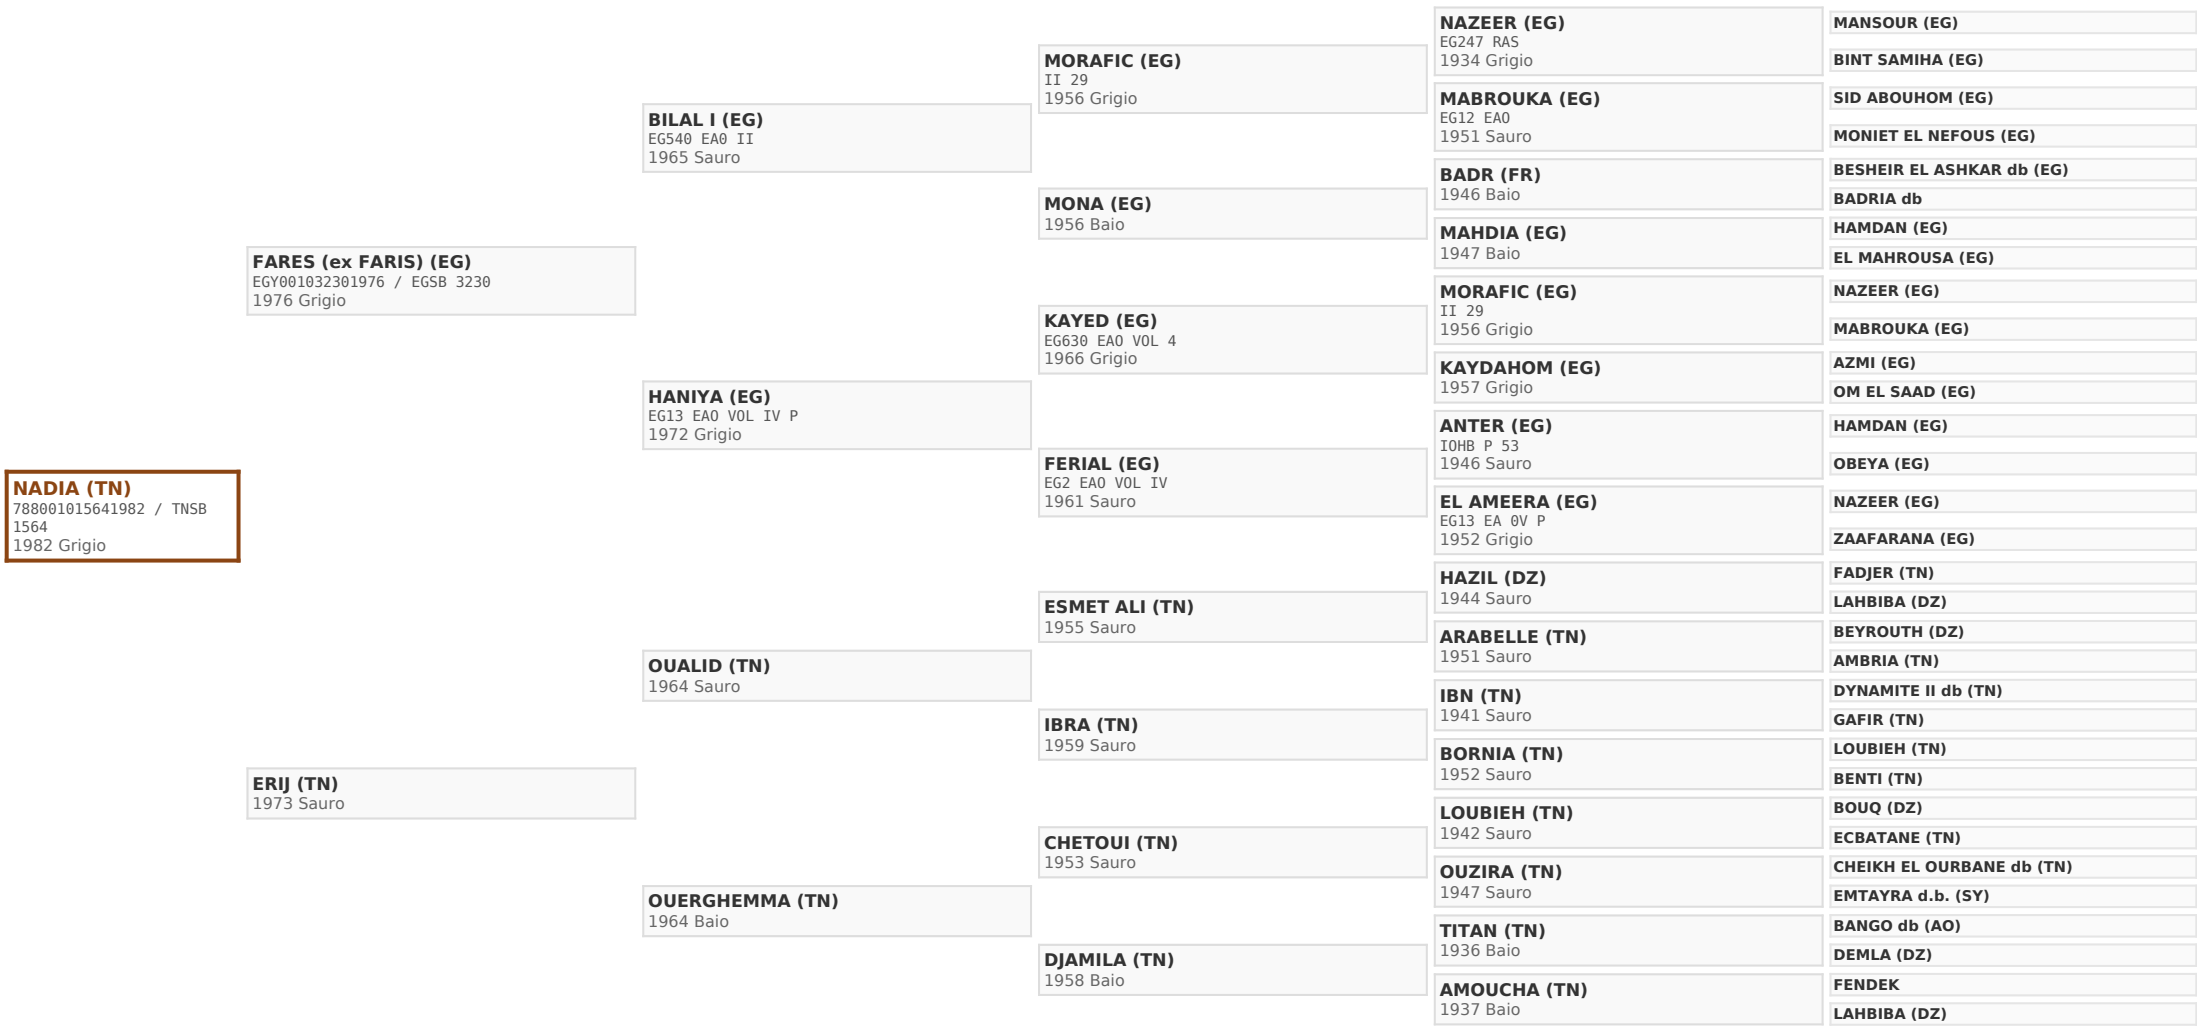 NADIA (TN)
788001015641982 / TNSB
1564
1982 Grigio
FARES (ex FARIS) (EG)
EGY001032301976 / EGSB 3230
1976 Grigio
ERIJ (TN)
1973 Sauro
BILAL I (EG)
EG540 EA0 II
1965 Sauro
HANIYA (EG)
EG13 EAO VOL IV P
1972 Grigio
OUALID (TN)
1964 Sauro
OUERGHEMMA (TN)
1964 Baio
MORAFIC (EG)
II 29
1956 Grigio
MONA (EG)
1956 Baio
KAYED (EG)
EG630 EAO VOL 4
1966 Grigio
FERIAL (EG)
EG2 EAO VOL IV
1961 Sauro
ESMET ALI (TN)
1955 Sauro
IBRA (TN)
1959 Sauro
CHETOUI (TN)
1953 Sauro
DJAMILA (TN)
1958 Baio
NAZEER (EG)
EG247 RAS
1934 Grigio
MABROUKA (EG)
EG12 EAO
1951 Sauro
BADR (FR)
1946 Baio
MAHDIA (EG)
1947 Baio
MORAFIC (EG)
II 29
1956 Grigio
KAYDAHOM (EG)
1957 Grigio
ANTER (EG)
IOHB P 53
1946 Sauro
EL AMEERA (EG)
EG13 EA 0V P
1952 Grigio
HAZIL (DZ)
1944 Sauro
ARABELLE (TN)
1951 Sauro
IBN (TN)
1941 Sauro
BORNIA (TN)
1952 Sauro
LOUBIEH (TN)
1942 Sauro
OUZIRA (TN)
1947 Sauro
TITAN (TN)
1936 Baio
AMOUCHA (TN)
1937 Baio
MANSOUR (EG)
BINT SAMIHA (EG)
SID ABOUHOM (EG)
MONIET EL NEFOUS (EG)
BESHEIR EL ASHKAR db (EG)
BADRIA db
HAMDAN (EG)
EL MAHROUSA (EG)
NAZEER (EG)
MABROUKA (EG)
AZMI (EG)
OM EL SAAD (EG)
HAMDAN (EG)
OBEYA (EG)
NAZEER (EG)
ZAAFARANA (EG)
FADJER (TN)
LAHBIBA (DZ)
BEYROUTH (DZ)
AMBRIA (TN)
DYNAMITE II db (TN)
GAFIR (TN)
LOUBIEH (TN)
BENTI (TN)
BOUQ (DZ)
ECBATANE (TN)
CHEIKH EL OURBANE db (TN)
EMTAYRA d.b. (SY)
BANGO db (AO)
DEMLA (DZ)
FENDEK
LAHBIBA (DZ)